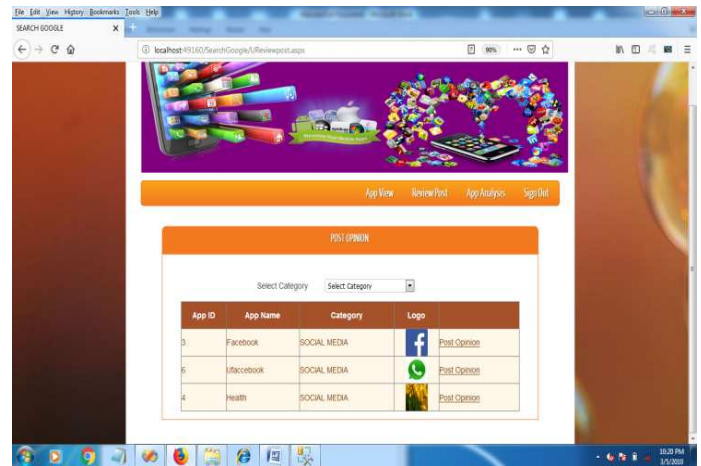 File Edit View History Bookmarks Tools Help
SEARCH GOOGLE
localhost:49160/SearchGoogle/UReviewpost.aspx 90%
App View Review Post App Analysis Sign Out
POST OPINION
Select Category Select Category
App ID App Name Category Logo
3 Facebook SOCIAL MEDIA Post Opinion
6 Ufaccebook SOCIAL MEDIA Post Opinion
4 Health SOCIAL MEDIA Post Opinion
10:20 PM
3/5/2010